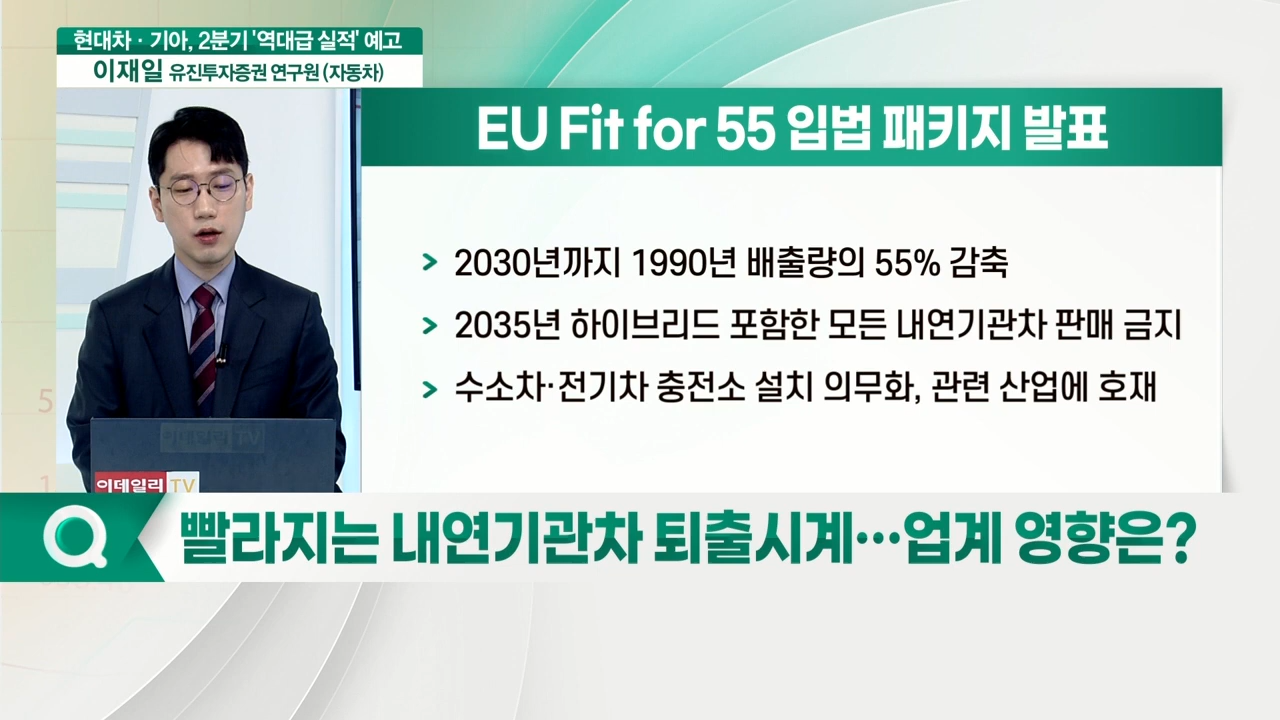 현대차·기아, 2분기 '역대급 실적' 예고
이재일 유진투자증권 연구원 (자동차)
EU Fit for 55 입법 패키지 발표
> 2030년까지 1990년 배출량의 55% 감축
> 2035년 하이브리드 포함한 모든 내연기관차 판매 금지
> 수소차·전기차 충전소 설치 의무화, 관련 산업에 호재
이데일리 TV
이데일리 TV
빨라지는 내연기관차 퇴출시계…업계 영향은?